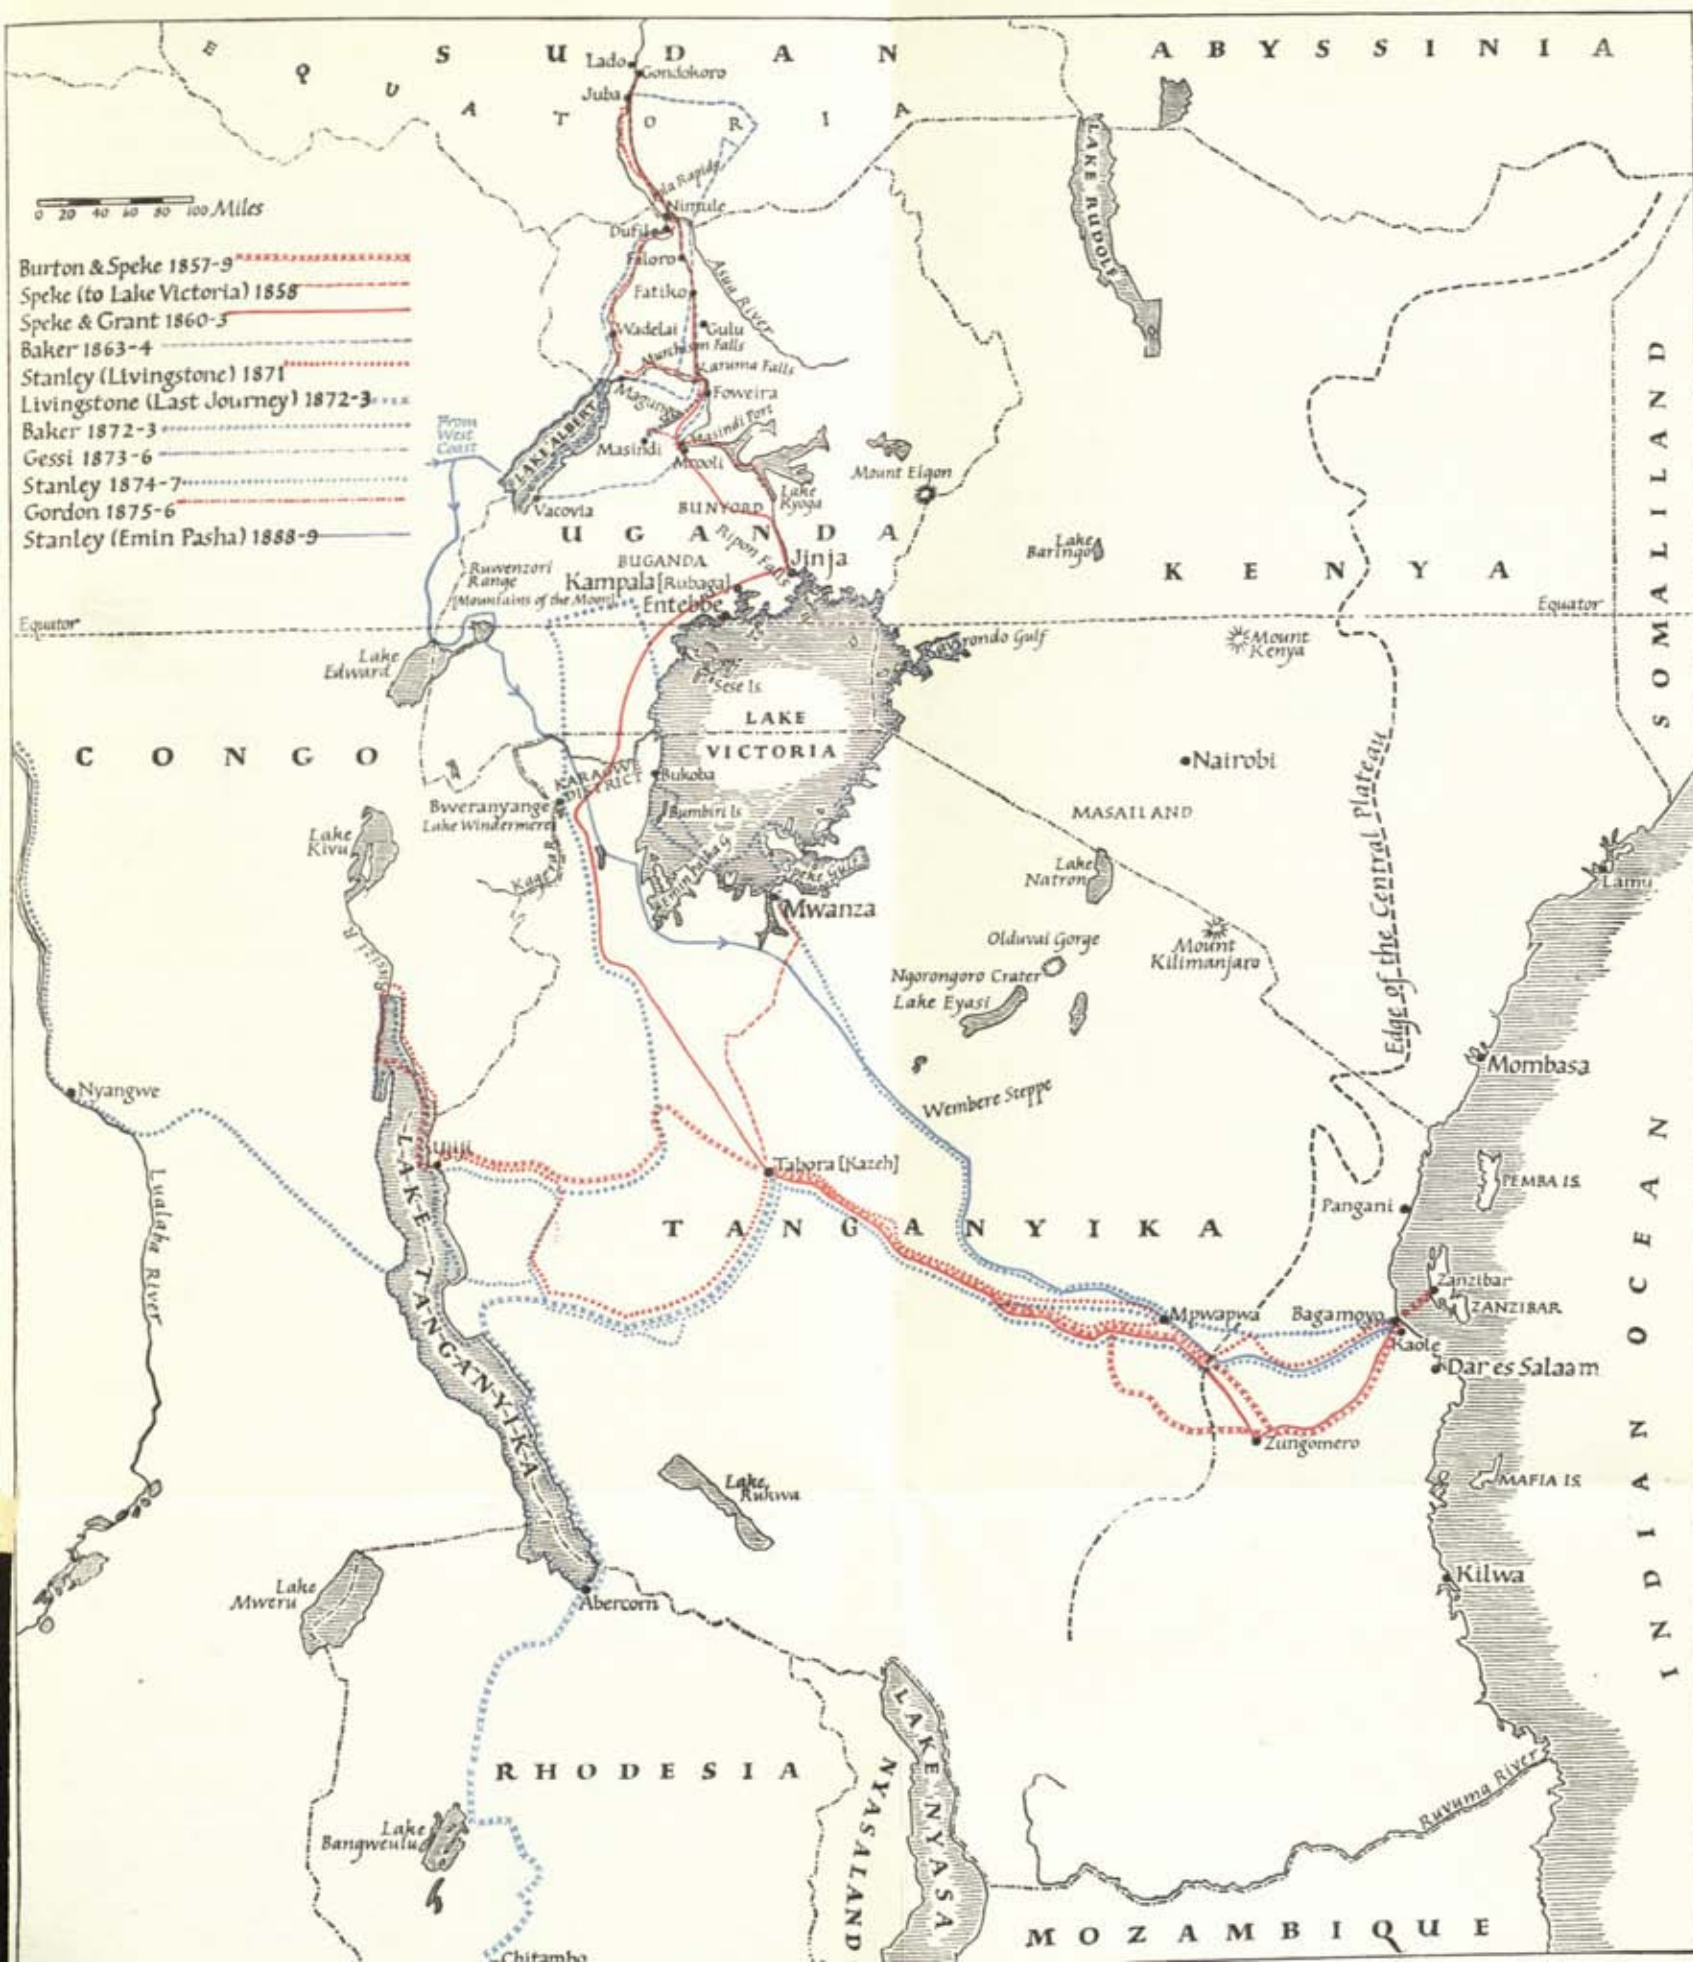 SUDAN
ABYSSINIA
EQUATORIA
Lado
Gondokoro
Juba
Nimule
Dufile
Faloro
Asua River
Fatiko
Wadelai
Gulu
Murchison Falls
Karuma Falls
Magungo
Foweira
Masindi Port
Masindi
Mrooli
LAKE ALBERT
Vacovia
Lake
Kyoga
Mount Elgon
LAKE RUDOLF
0 20 40 60 80 100 Miles
Burton & Speke 1857-9
Speke (to Lake Victoria) 1858
Speke & Grant 1860-3
Baker 1863-4
Stanley (Livingstone) 1871
Livingstone (Last Journey) 1872-3
Baker 1872-3
Gessi 1873-6
Stanley 1874-7
Gordon 1875-6
Stanley (Emin Pasha) 1888-9
From
West
Coast
BUNYORO
UGANDA
Ripon Falls
BUGANDA
Jinja
Kampala [Rubaga]
Entebbe
Ruwenzori
Range
[Mountains of the Moon]
Lake
Baringo
KENYA
SOMALILAND
Equator
Equator
Lake
Edward
Kavirondo Gulf
Mount
Kenya
Sese Is.
LAKE
VICTORIA
CONGO
Nairobi
KARAGWE
DISTRICT
Bukoba
Bweranyange
Lake Windermere
Bumbiri Is
MASAILAND
Lake
Kivu
Kagera R.
Emin Pasha G.
Speke Gulf
Mwanza
Lake
Natron
Lamu
Edge of the Central Plateau
Olduvai Gorge
Ngorongoro Crater
Lake Eyasi
Mount
Kilimanjaro
Wembere Steppe
Mombasa
Nyangwe
Ujiji
Lualaba River
LAKE TANGANYIKA
Tabora [Kazeh]
TANGANYIKA
Pangani
PEMBA IS.
Zanzibar
ZANZIBAR
Mpwapwa
Bagamoyo
Kaole
Dar es Salaam
Zungomero
MAFIA IS.
INDIAN OCEAN
Lake
Rukwa
Kilwa
Lake
Mweru
Abercorn
RHODESIA
NYASALAND
LAKE NYASA
Lake
Bangweulu
Ruvuma River
MOZAMBIQUE
Chitambo